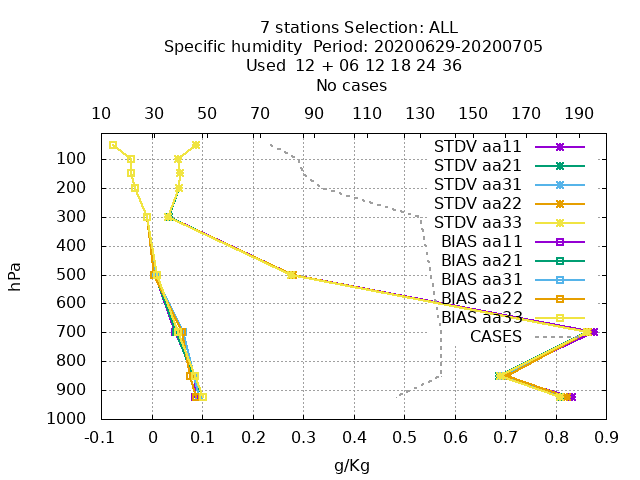 7 stations Selection: ALL
Specific humidity  Period: 20200629-20200705
Used  12 + 06 12 18 24 36
No cases
10 30 50 70 90 110 130 150 170 190
STDV aa11
100
STDV aa21
STDV aa31
200
STDV aa22
300
STDV aa33
BIAS aa11
400
BIAS aa21
500
BIAS aa31
600
BIAS aa22
BIAS aa33
700
CASES
800
900
1000
hPa
-0.1 0 0.1 0.2 0.3 0.4 0.5 0.6 0.7 0.8 0.9
g/Kg